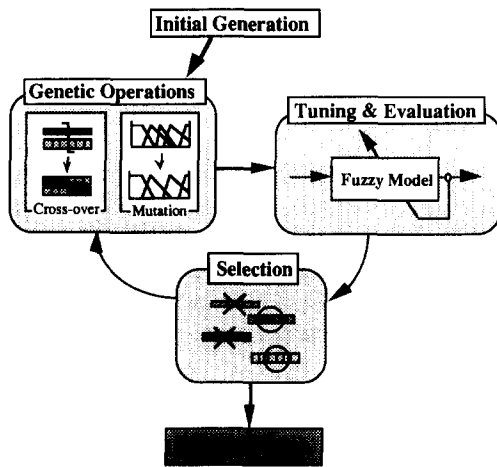 Initial Generation
Genetic Operations
Cross-over
Mutation
Tuning & Evaluation
Fuzzy Model
Selection